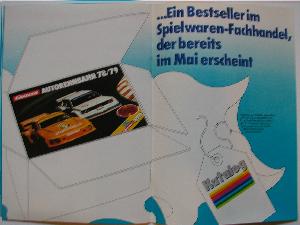 ...Ein Bestseller im
Spielwaren-Fachhandel,
der bereits
im Mai erscheint
Carrera AUTORENNBAHN 78/79
Katalog